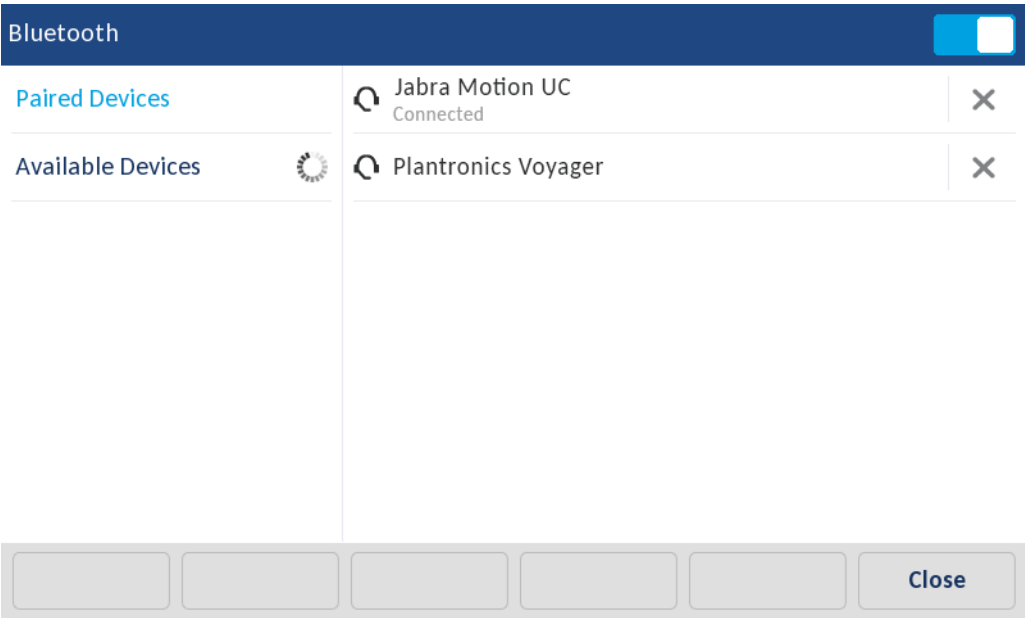 Bluetooth
Paired Devices
Available Devices
Jabra Motion UC
Connected
Plantronics Voyager
Close